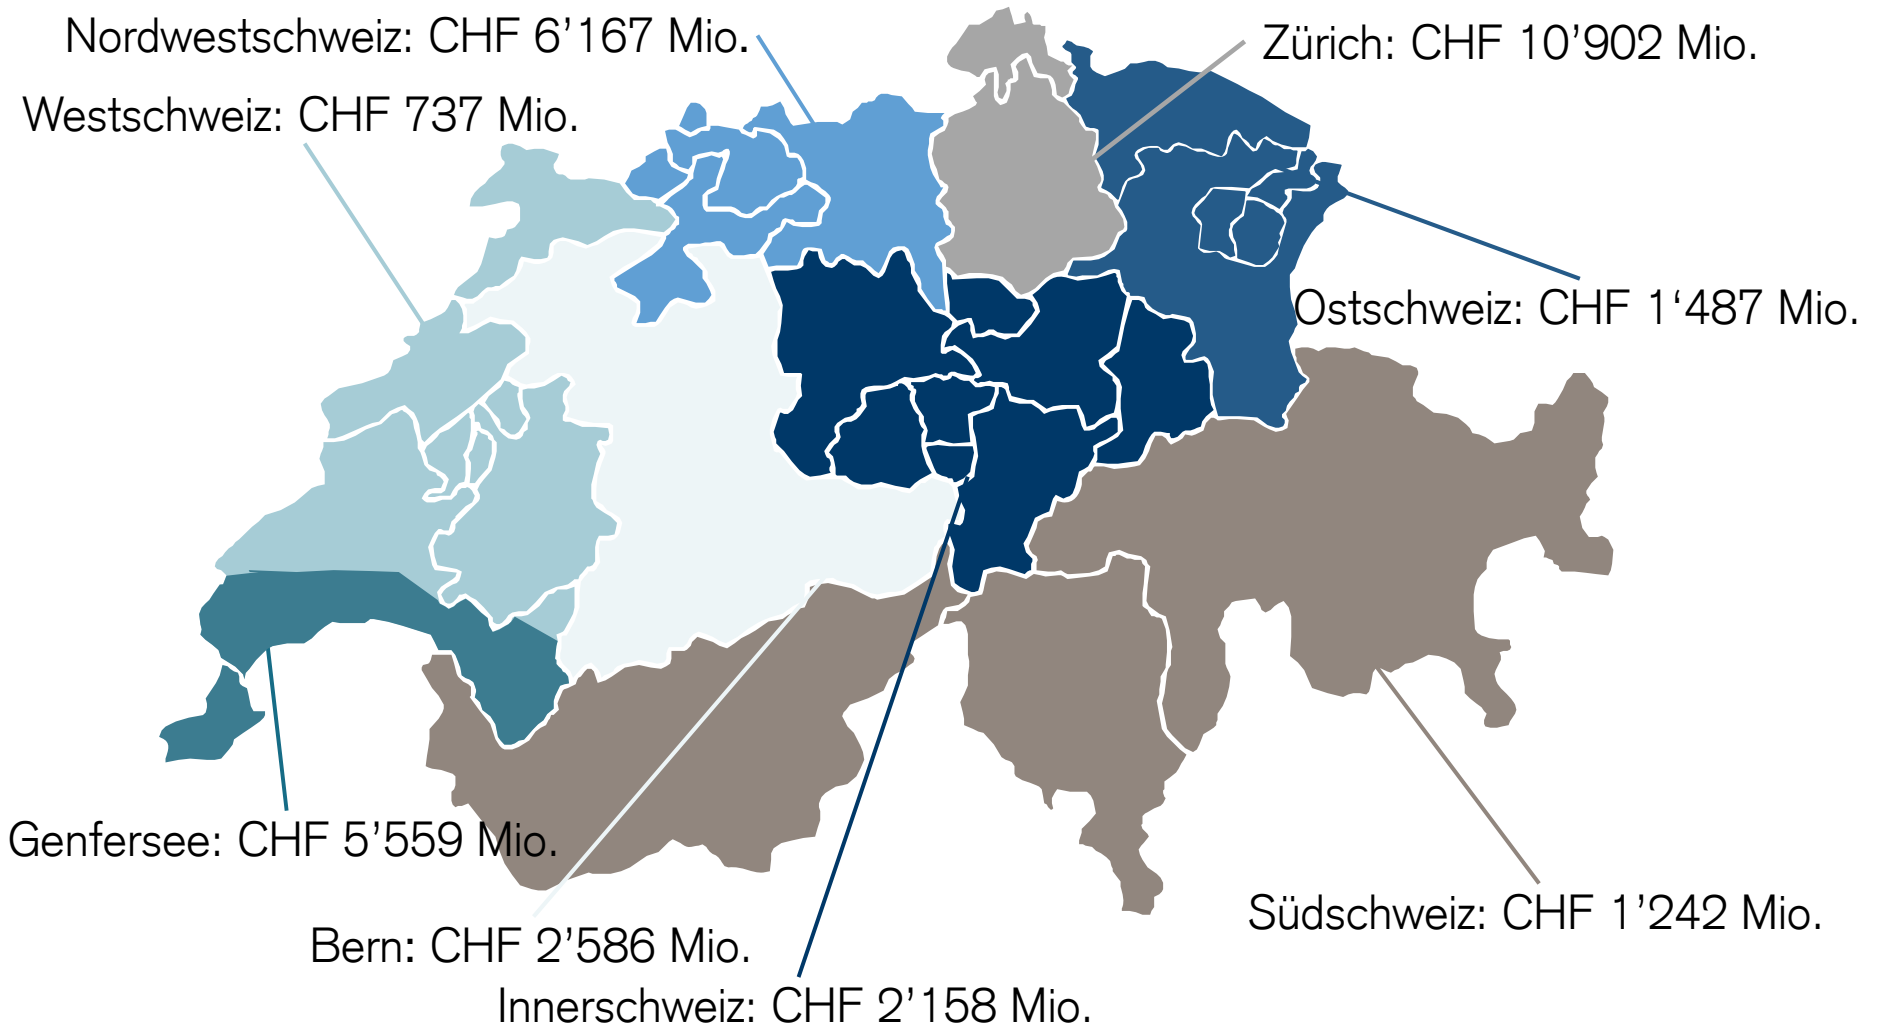 Nordwestschweiz: CHF 6’167 Mio.
Zürich: CHF 10’902 Mio.
Westschweiz: CHF 737 Mio.
Ostschweiz: CHF 1‘487 Mio.
Genfersee: CHF 5’559 Mio.
Südschweiz: CHF 1’242 Mio.
Bern: CHF 2’586 Mio.
Innerschweiz: CHF 2’158 Mio.